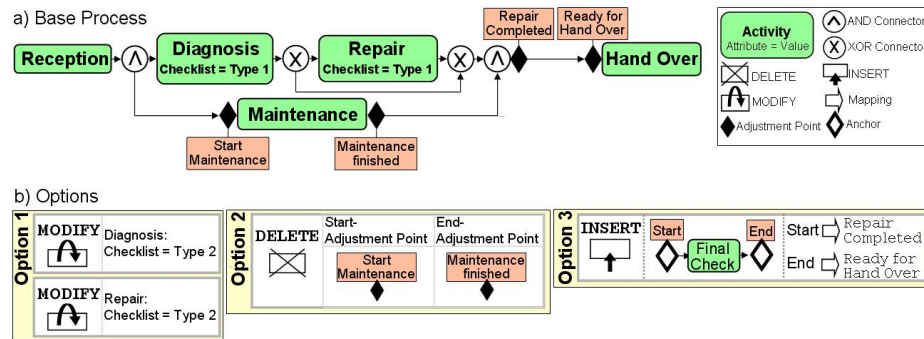 a) Base Process
Reception
Diagnosis
Checklist = Type 1
Repair
Checklist = Type 1
Repair
Completed
Ready for
Hand Over
Hand Over
Maintenance
Start
Maintenance
Maintenance
finished
Activity
Attribute = Value
AND Connector
XOR Connector
DELETE
INSERT
MODIFY
Mapping
Adjustment Point
Anchor
b) Options
Option 1
MODIFY
Diagnosis:
Checklist = Type 2
MODIFY
Repair:
Checklist = Type 2
Option 2
DELETE
Start-
Adjustment Point
Start
Maintenance
End-
Adjustment Point
Maintenance
finished
Option 3
INSERT
Start
Final
Check
End
Start
Repair
Completed
End
Ready for
Hand Over